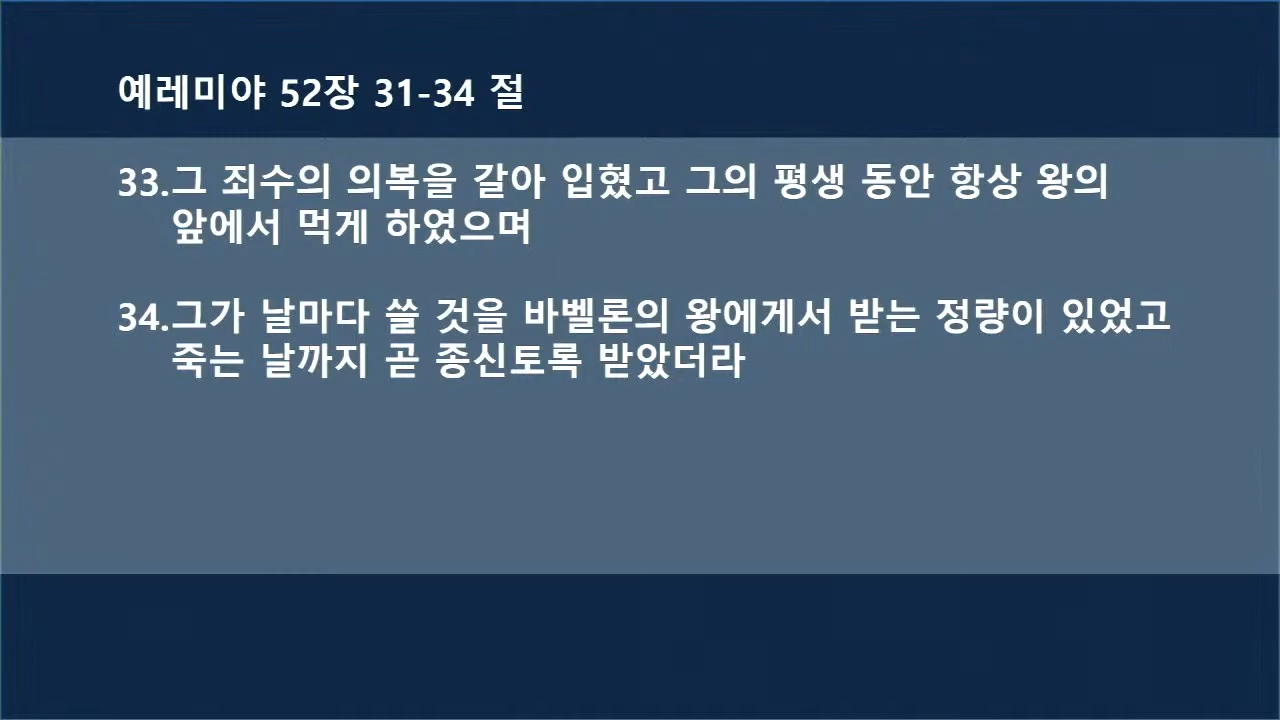 예레미야 52장 31-34 절
33.그 죄수의 의복을 갈아 입혔고 그의 평생 동안 항상 왕의
앞에서 먹게 하였으며
34.그가 날마다 쓸 것을 바벨론의 왕에게서 받는 정량이 있었고
죽는 날까지 곧 종신토록 받았더라